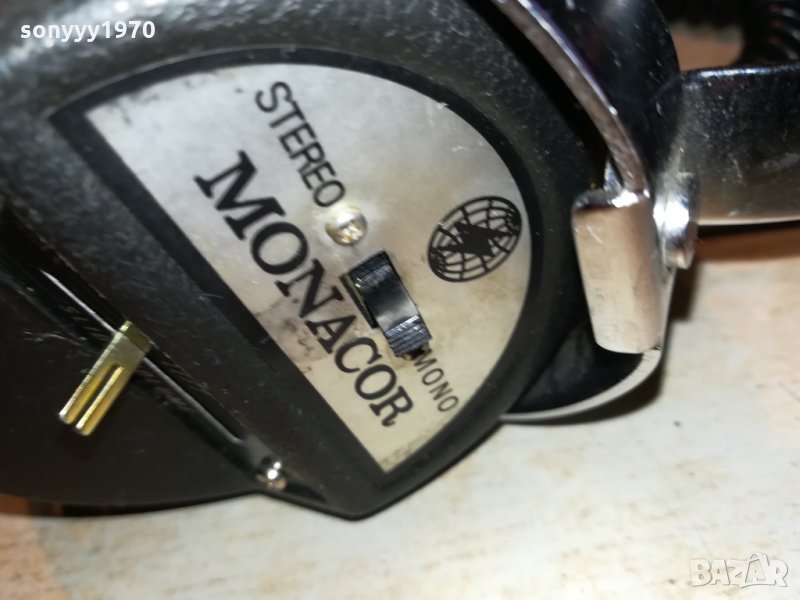 sonyyy1970
STEREO
MONACOR
MONO
BAZAR